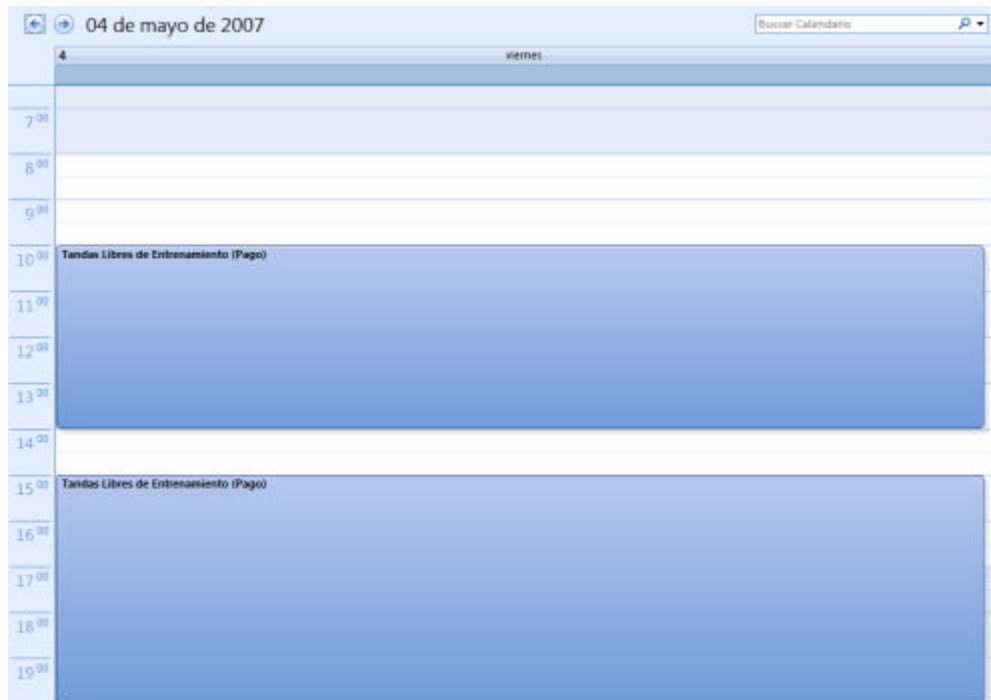 04 de mayo de 2007
Buscar Calendario
4 viernes
7 00
8 00
9 00
10 00 Tandas Libres de Entrenamiento (Pago)
11 00
12 00
13 00
14 00
15 00 Tandas Libres de Entrenamiento (Pago)
16 00
17 00
18 00
19 00